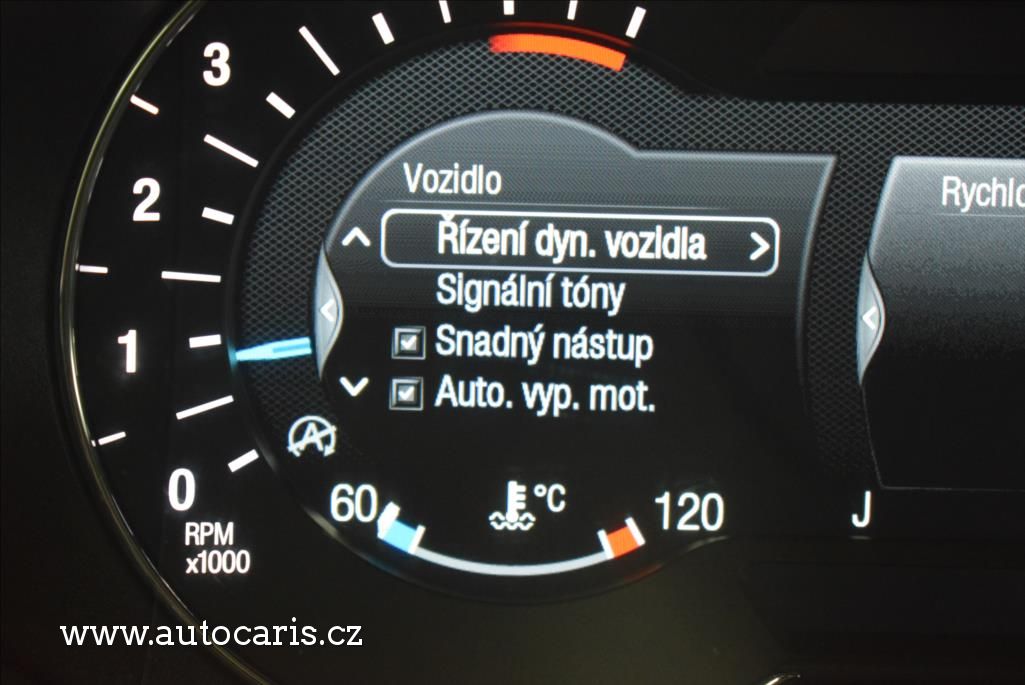 3
2
1
0
RPM
x1000
Vozidlo
Řízení dyn. vozidla
Signální tóny
Snadný nástup
Auto. vyp. mot.
A
60
°C
120
J
www.autocaris.cz